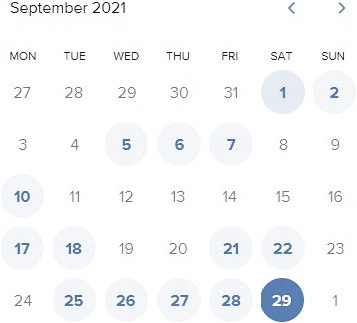 September 2021
MON TUE WED THU FRI SAT SUN
27 28 29 30 31 1 2
3 4 5 6 7 8 9
10 11 12 13 14 15 16
17 18 19 20 21 22 23
24 25 26 27 28 29 1